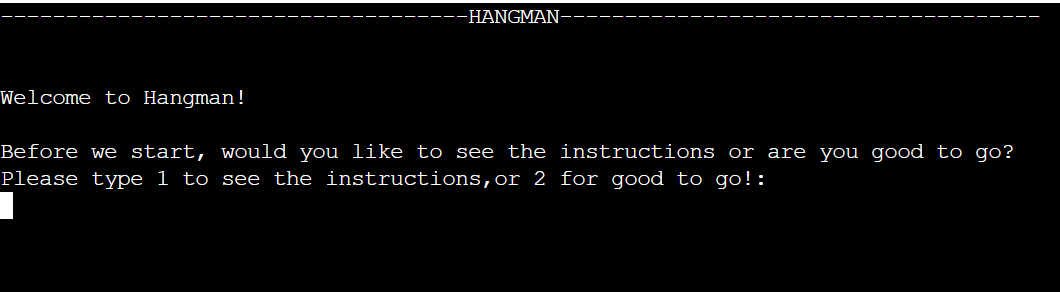 ------------------------------------HANGMAN-------------------------------------
Welcome to Hangman!
Before we start, would you like to see the instructions or are you good to go?
Please type 1 to see the instructions,or 2 for good to go!: